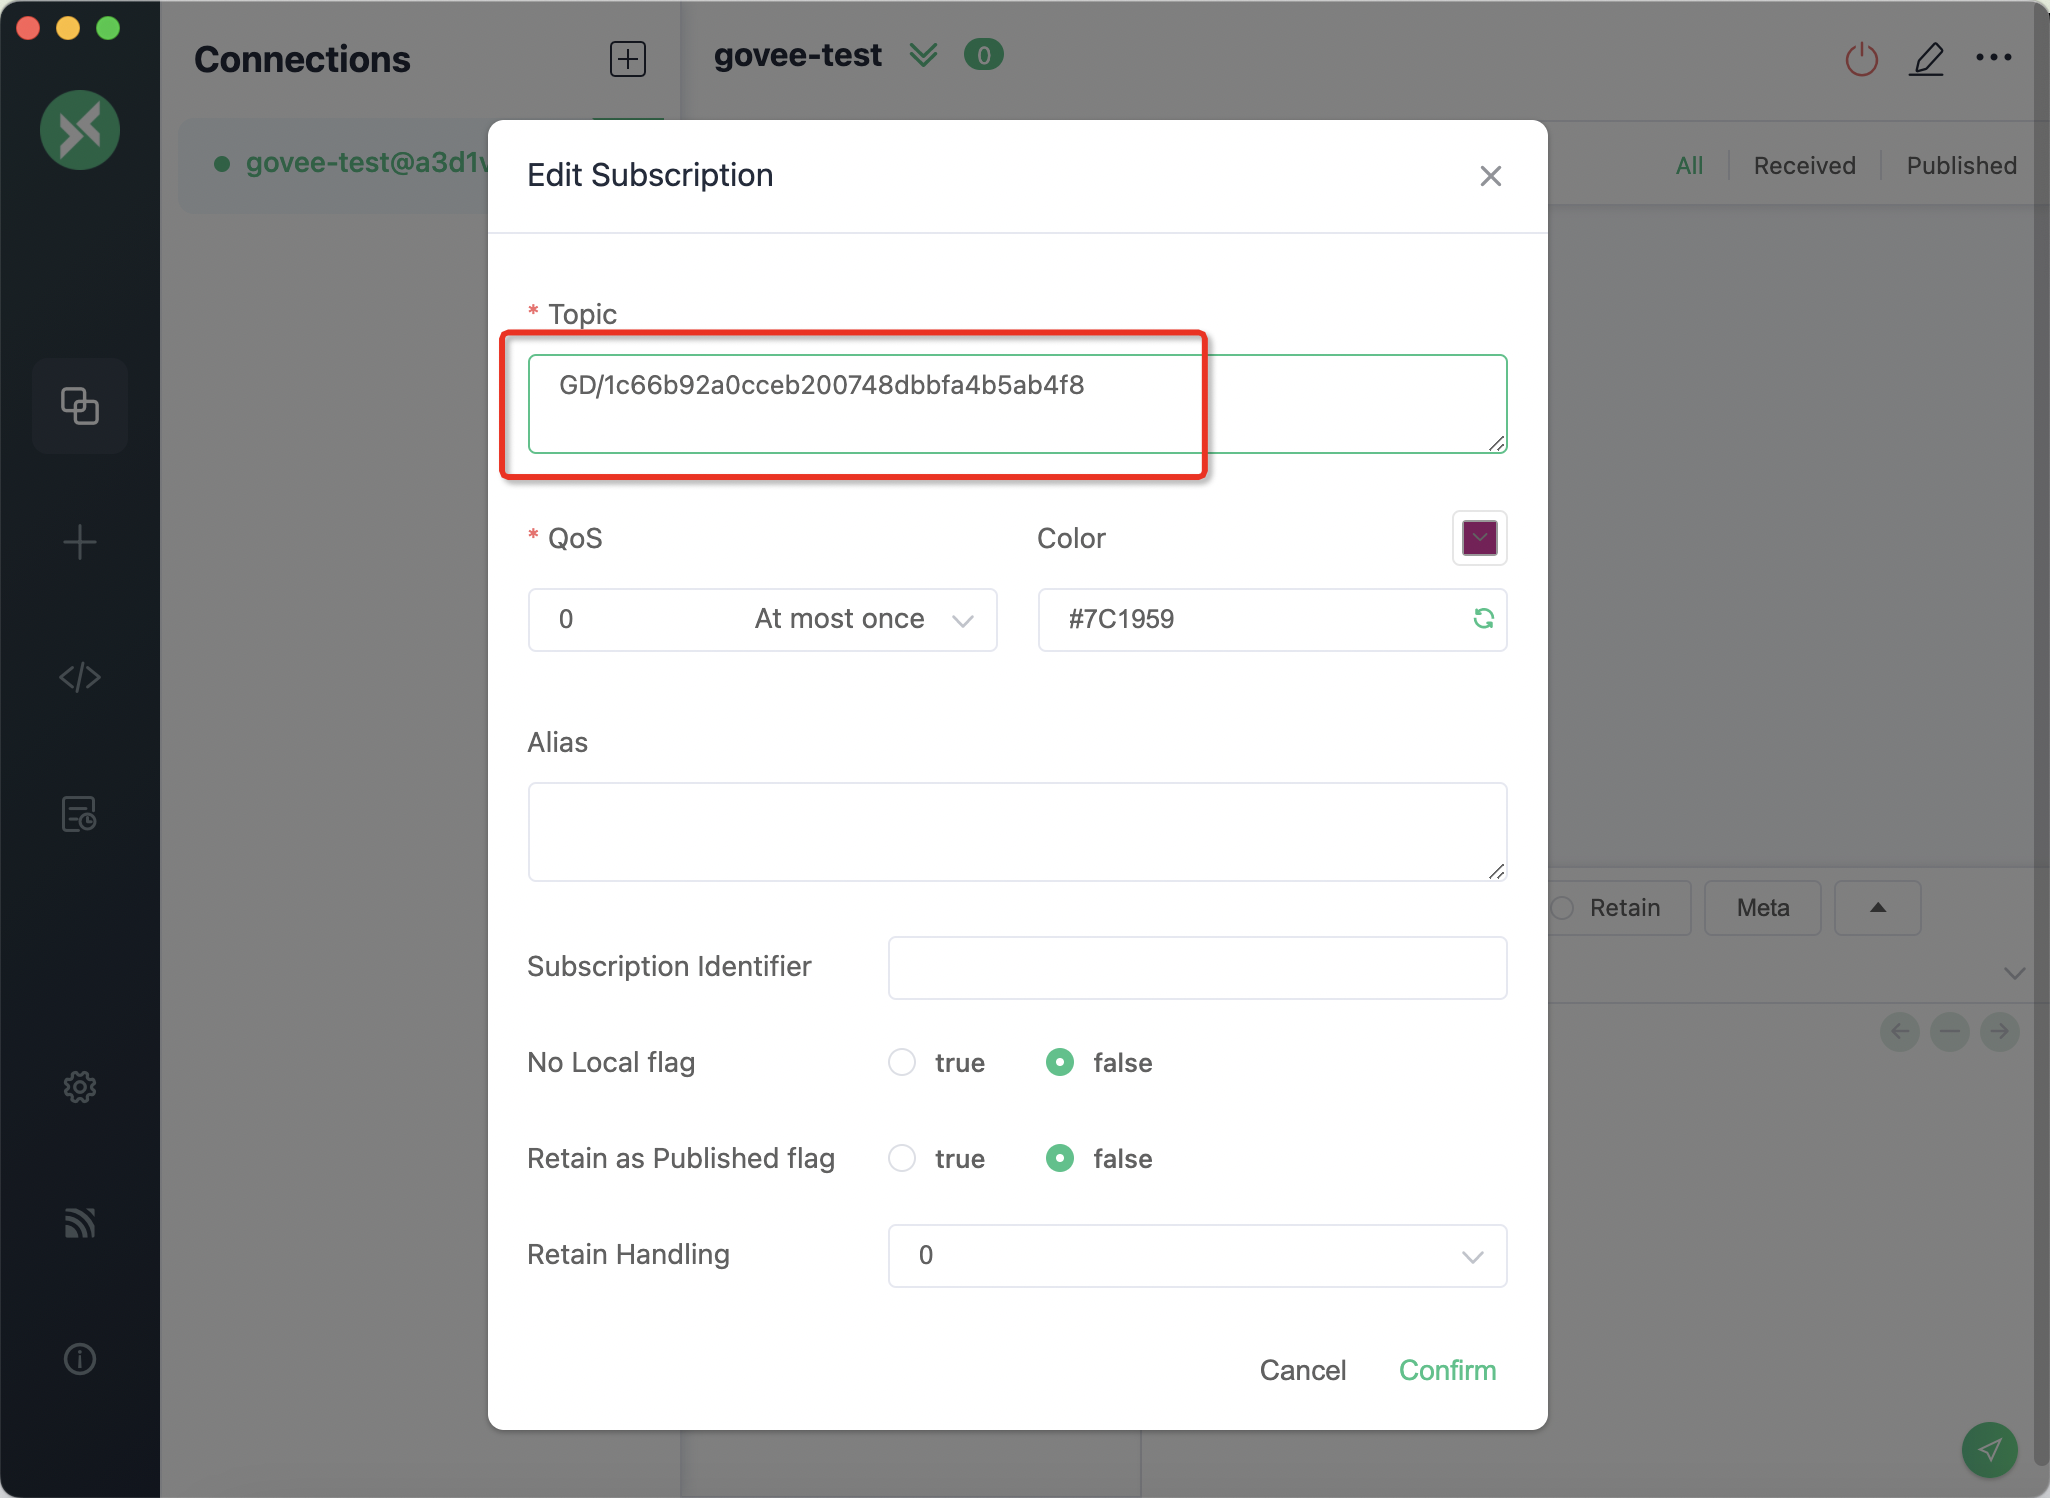 Connections
govee-test
0
govee-test@a3d1v
All
Received
Published
Edit Subscription
* Topic
GD/1c66b92a0cceb200748dbbfa4b5ab4f8
* QoS
Color
0
At most once
#7C1959
Alias
Retain
Meta
Subscription Identifier
No Local flag
true
false
Retain as Published flag
true
false
Retain Handling
0
Cancel
Confirm